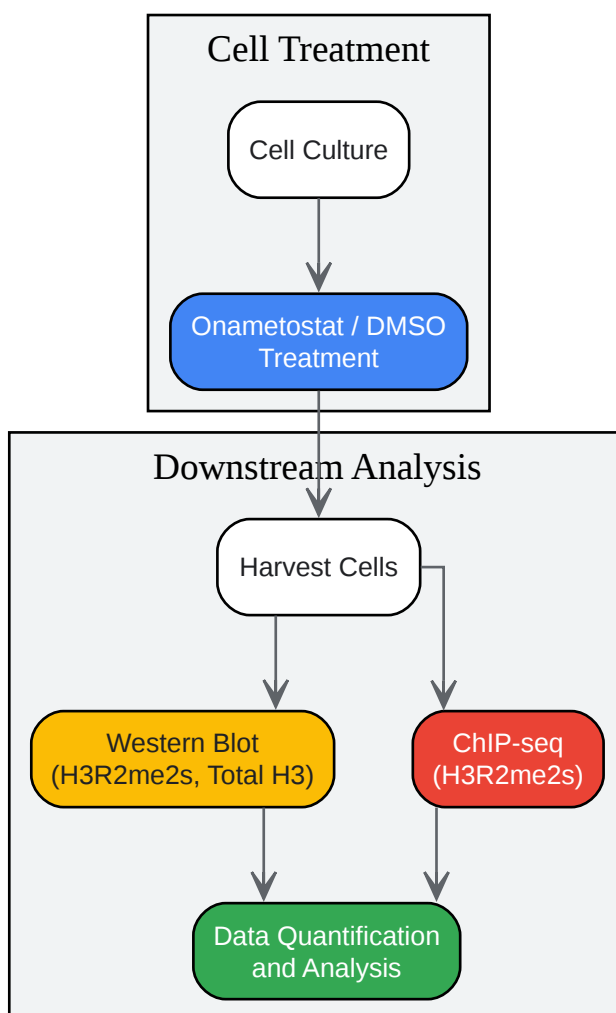 Cell Treatment
Cell Culture
Onametostat / DMSO
Treatment
Downstream Analysis
Harvest Cells
Western Blot
(H3R2me2s, Total H3)
ChIP-seq
(H3R2me2s)
Data Quantification
and Analysis